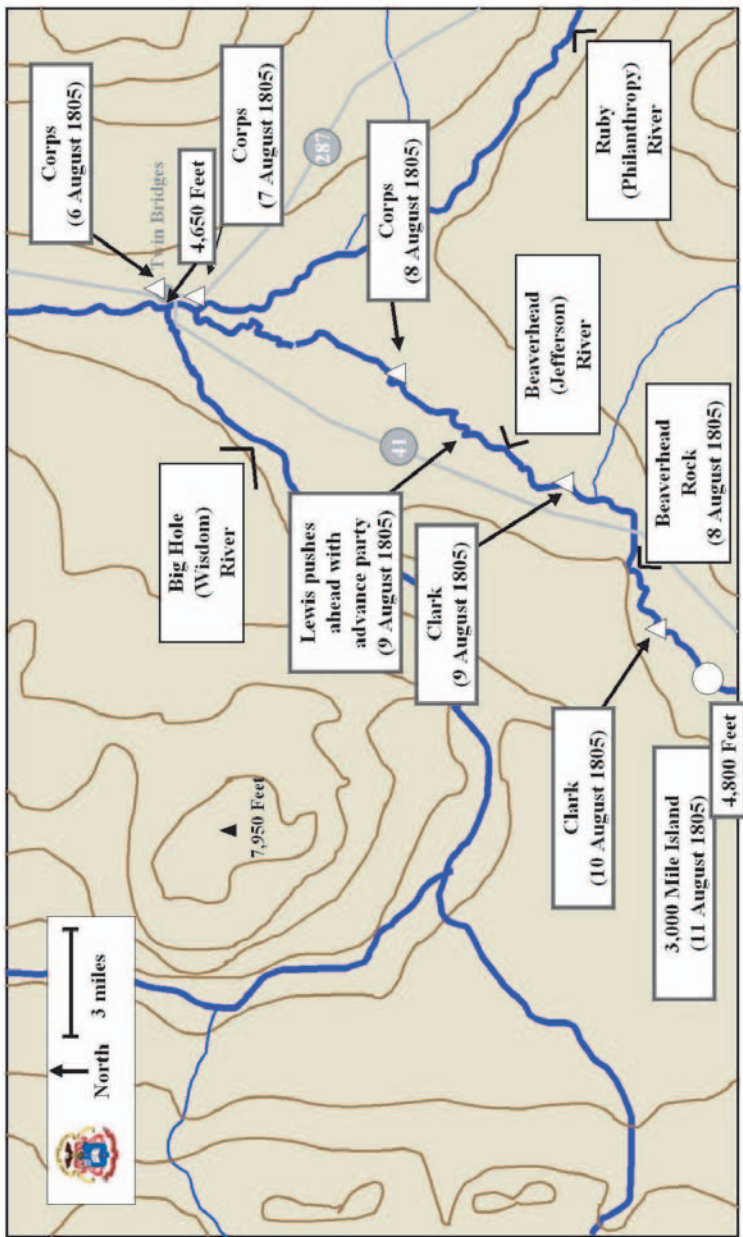 North
3 miles
7,950 Feet
Big Hole
(Wisdom)
River
Corps
(6 August 1805)
Twin Bridges
4,650 Feet
Corps
(7 August 1805)
287
41
Lewis pushes
ahead with
advance party
(9 August 1805)
Corps
(8 August 1805)
Clark
(9 August 1805)
Beaverhead
(Jefferson)
River
Ruby
(Philanthropy)
River
Clark
(10 August 1805)
3,000 Mile Island
(11 August 1805)
4,800 Feet
Beaverhead
Rock
(8 August 1805)